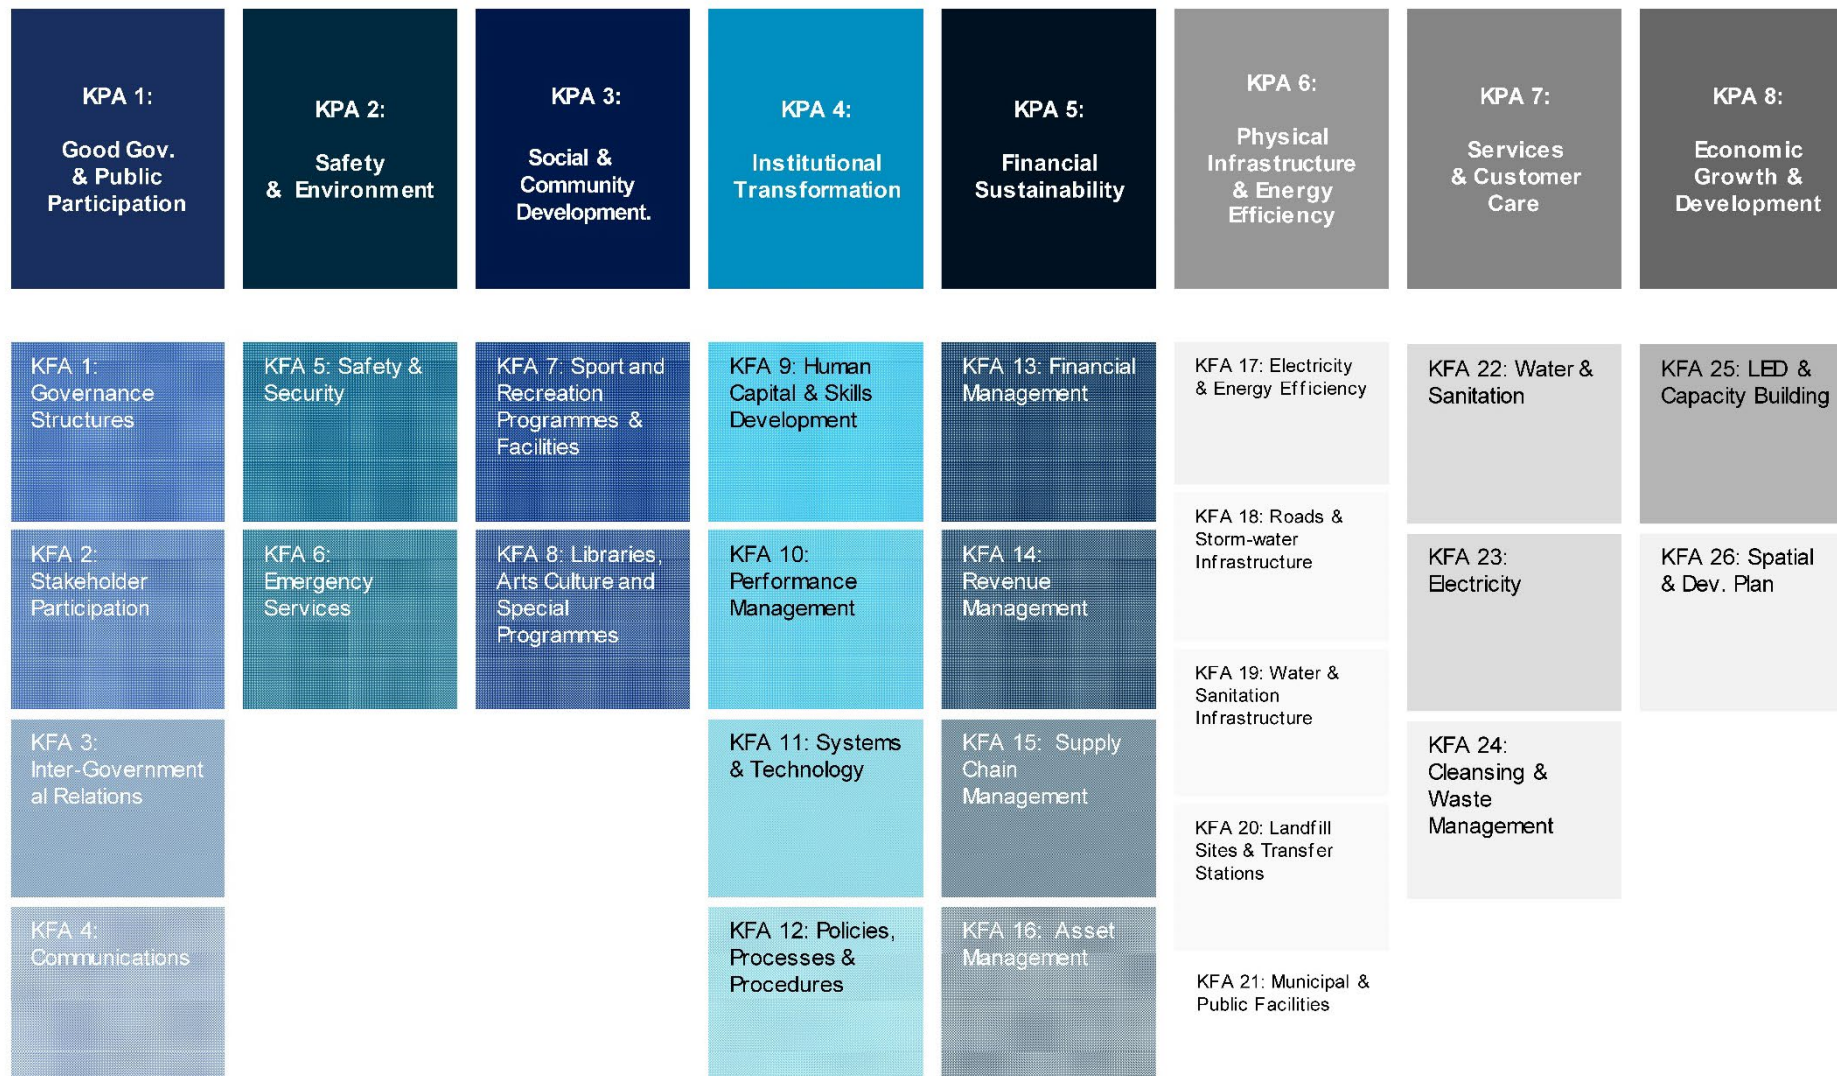 KPA 1:
Good Gov.
& Public
Participation
KPA 2:
Safety
& Environment
KPA 3:
Social &
Community
Development.
KPA 4:
Institutional
Transformation
KPA 5:
Financial
Sustainability
KPA 6:
Physical
Infrastructure
& Energy
Efficiency
KPA 7:
Services
& Customer
Care
KPA 8:
Economic
Growth &
Development
KFA 1:
Governance
Structures
KFA 2:
Stakeholder
Participation
KFA 3:
Inter-Government
al Relations
KFA 4:
Communications
KFA 5: Safety &
Security
KFA 6:
Emergency
Services
KFA 7: Sport and
Recreation
Programmes &
Facilities
KFA 8: Libraries,
Arts Culture and
Special
Programmes
KFA 9: Human
Capital & Skills
Development
KFA 10:
Performance
Management
KFA 11: Systems
& Technology
KFA 12: Policies,
Processes &
Procedures
KFA 13: Financial
Management
KFA 14:
Revenue
Management
KFA 15: Supply
Chain
Management
KFA 16: Asset
Management
KFA 17: Electricity
& Energy Efficiency
KFA 18: Roads &
Storm-water
Infrastructure
KFA 19: Water &
Sanitation
Infrastructure
KFA 20: Landfill
Sites & Transfer
Stations
KFA 21: Municipal &
Public Facilities
KFA 22: Water &
Sanitation
KFA 23:
Electricity
KFA 24:
Cleansing &
Waste
Management
KFA 25: LED &
Capacity Building
KFA 26: Spatial
& Dev. Plan